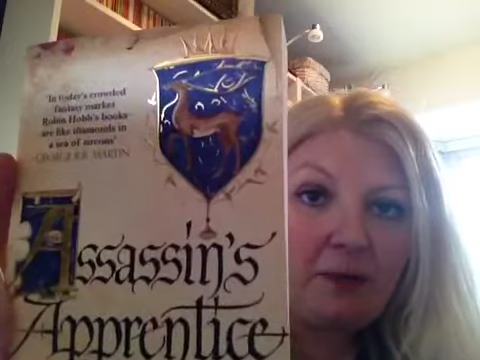 'In today's crowded
fantasy market
Robin Hobb's books
are like diamonds in
a sea of zircons'
GEORGE R.R. MARTIN
Assassin's
Apprentice